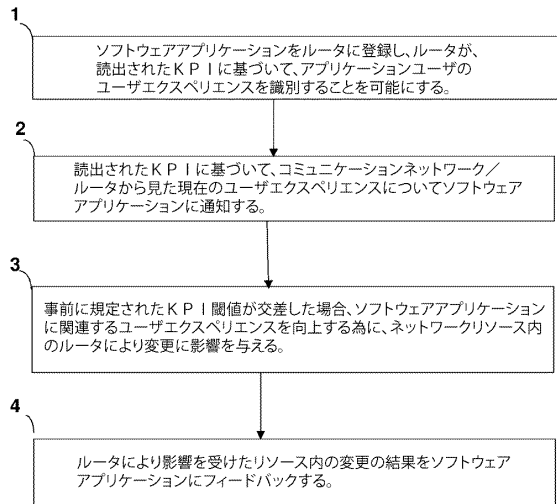 1
ソフトウェアアプリケーションをルータに登録し、ルータが、
読出されたＫＰＩに基づいて、アプリケーションユーザの
ユーザエクスペリエンスを識別することを可能にする。
2
読出されたＫＰＩに基づいて、コミュニケーションネットワーク／
ルータから見た現在のユーザエクスペリエンスについてソフトウェア
アプリケーションに通知する。
3
事前に規定されたＫＰＩ閾値が交差した場合、ソフトウェアアプリケーション
に関連するユーザエクスペリエンスを向上する為に、ネットワークリソース内
のルータにより変更に影響を与える。
4
ルータにより影響を受けたリソース内の変更の結果をソフトウェア
アプリケーションにフィードバックする。